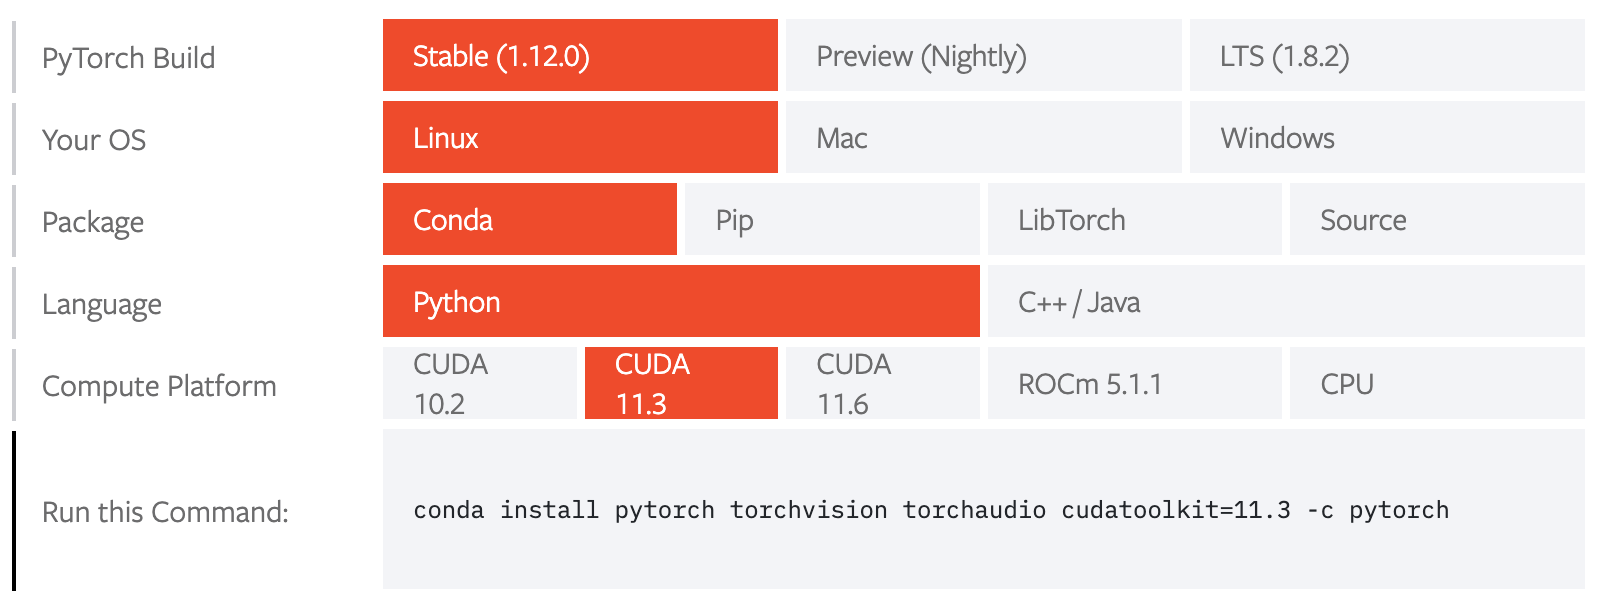 PyTorch Build
Stable (1.12.0)
Preview (Nightly)
LTS (1.8.2)
Your OS
Linux
Mac
Windows
Package
Conda
Pip
LibTorch
Source
Language
Python
C++ / Java
Compute Platform
CUDA
10.2
CUDA
11.3
CUDA
11.6
ROCm 5.1.1
CPU
Run this Command:
conda install pytorch torchvision torchaudio cudatoolkit=11.3 -c pytorch